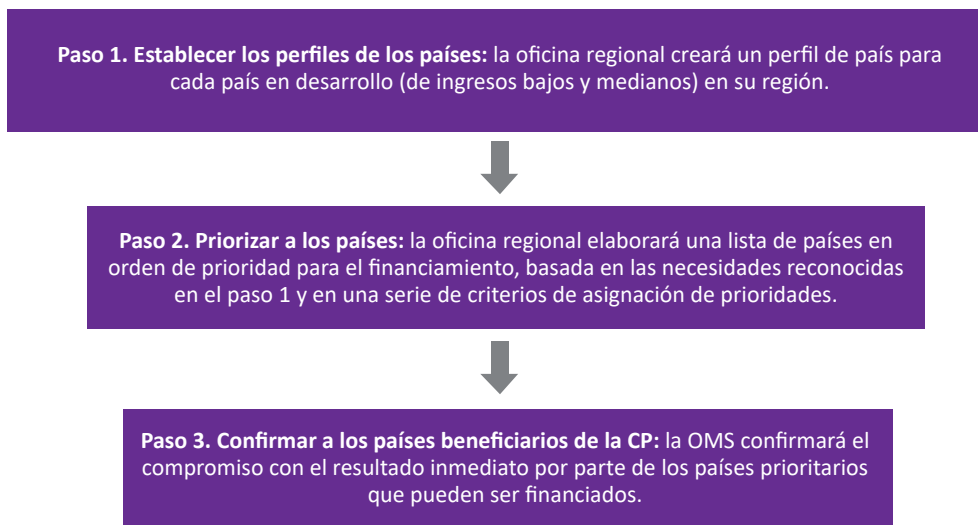 Paso 1. Establecer los perfiles de los países: la oficina regional creará un perfil de país para
cada país en desarrollo (de ingresos bajos y medianos) en su región.
Paso 2. Priorizar a los países: la oficina regional elaborará una lista de países en
orden de prioridad para el financiamiento, basada en las necesidades reconocidas
en el paso 1 y en una serie de criterios de asignación de prioridades.
Paso 3. Confirmar a los países beneficiarios de la CP: la OMS confirmará el
compromiso con el resultado inmediato por parte de los países prioritarios
que pueden ser financiados.